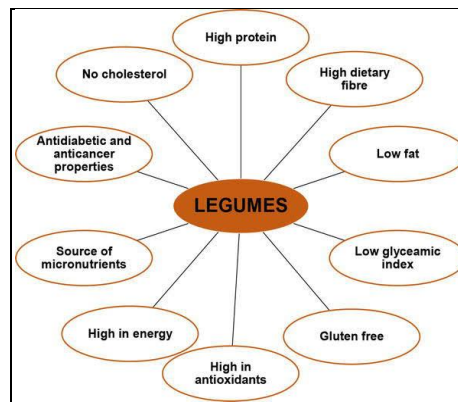 High protein
No cholesterol
High dietary
fibre
Antidiabetic and
anticancer
properties
Low fat
LEGUMES
Source of
micronutrients
Low glyceamic
index
High in energy
Gluten free
High in
antioxidants